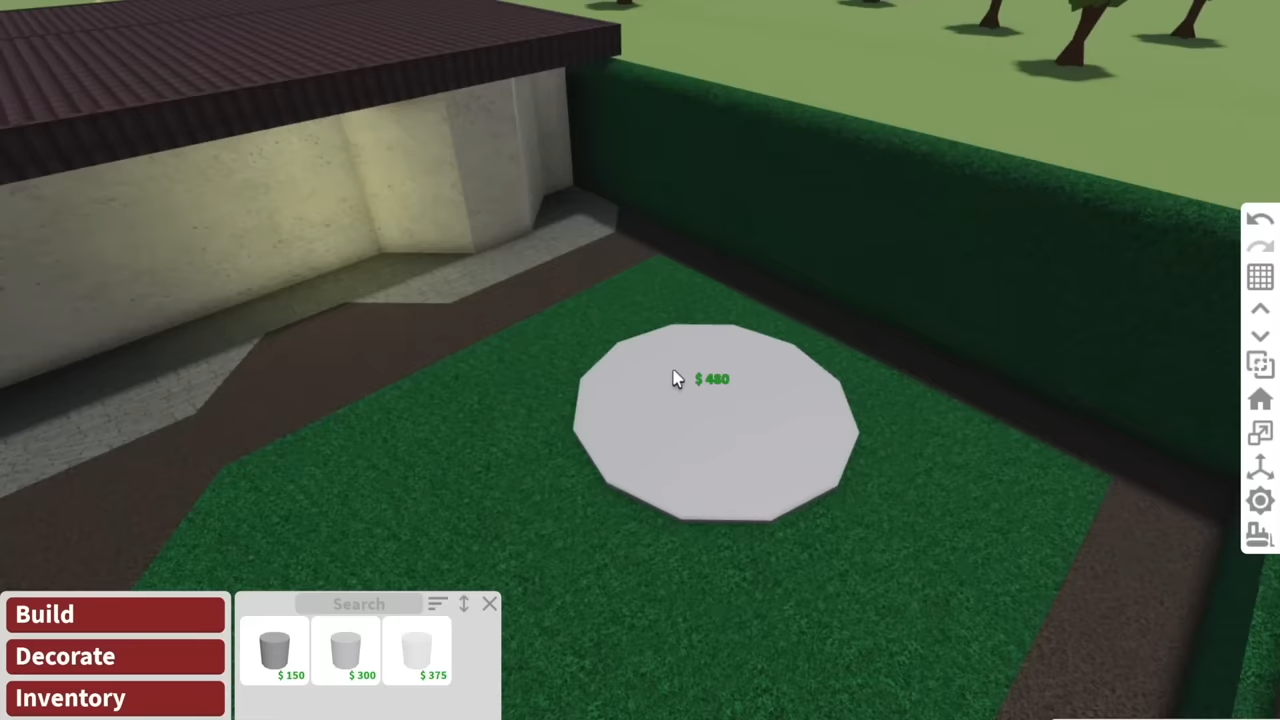 $ 480
Build
Decorate
Inventory
Search
$ 150
$ 300
$ 375